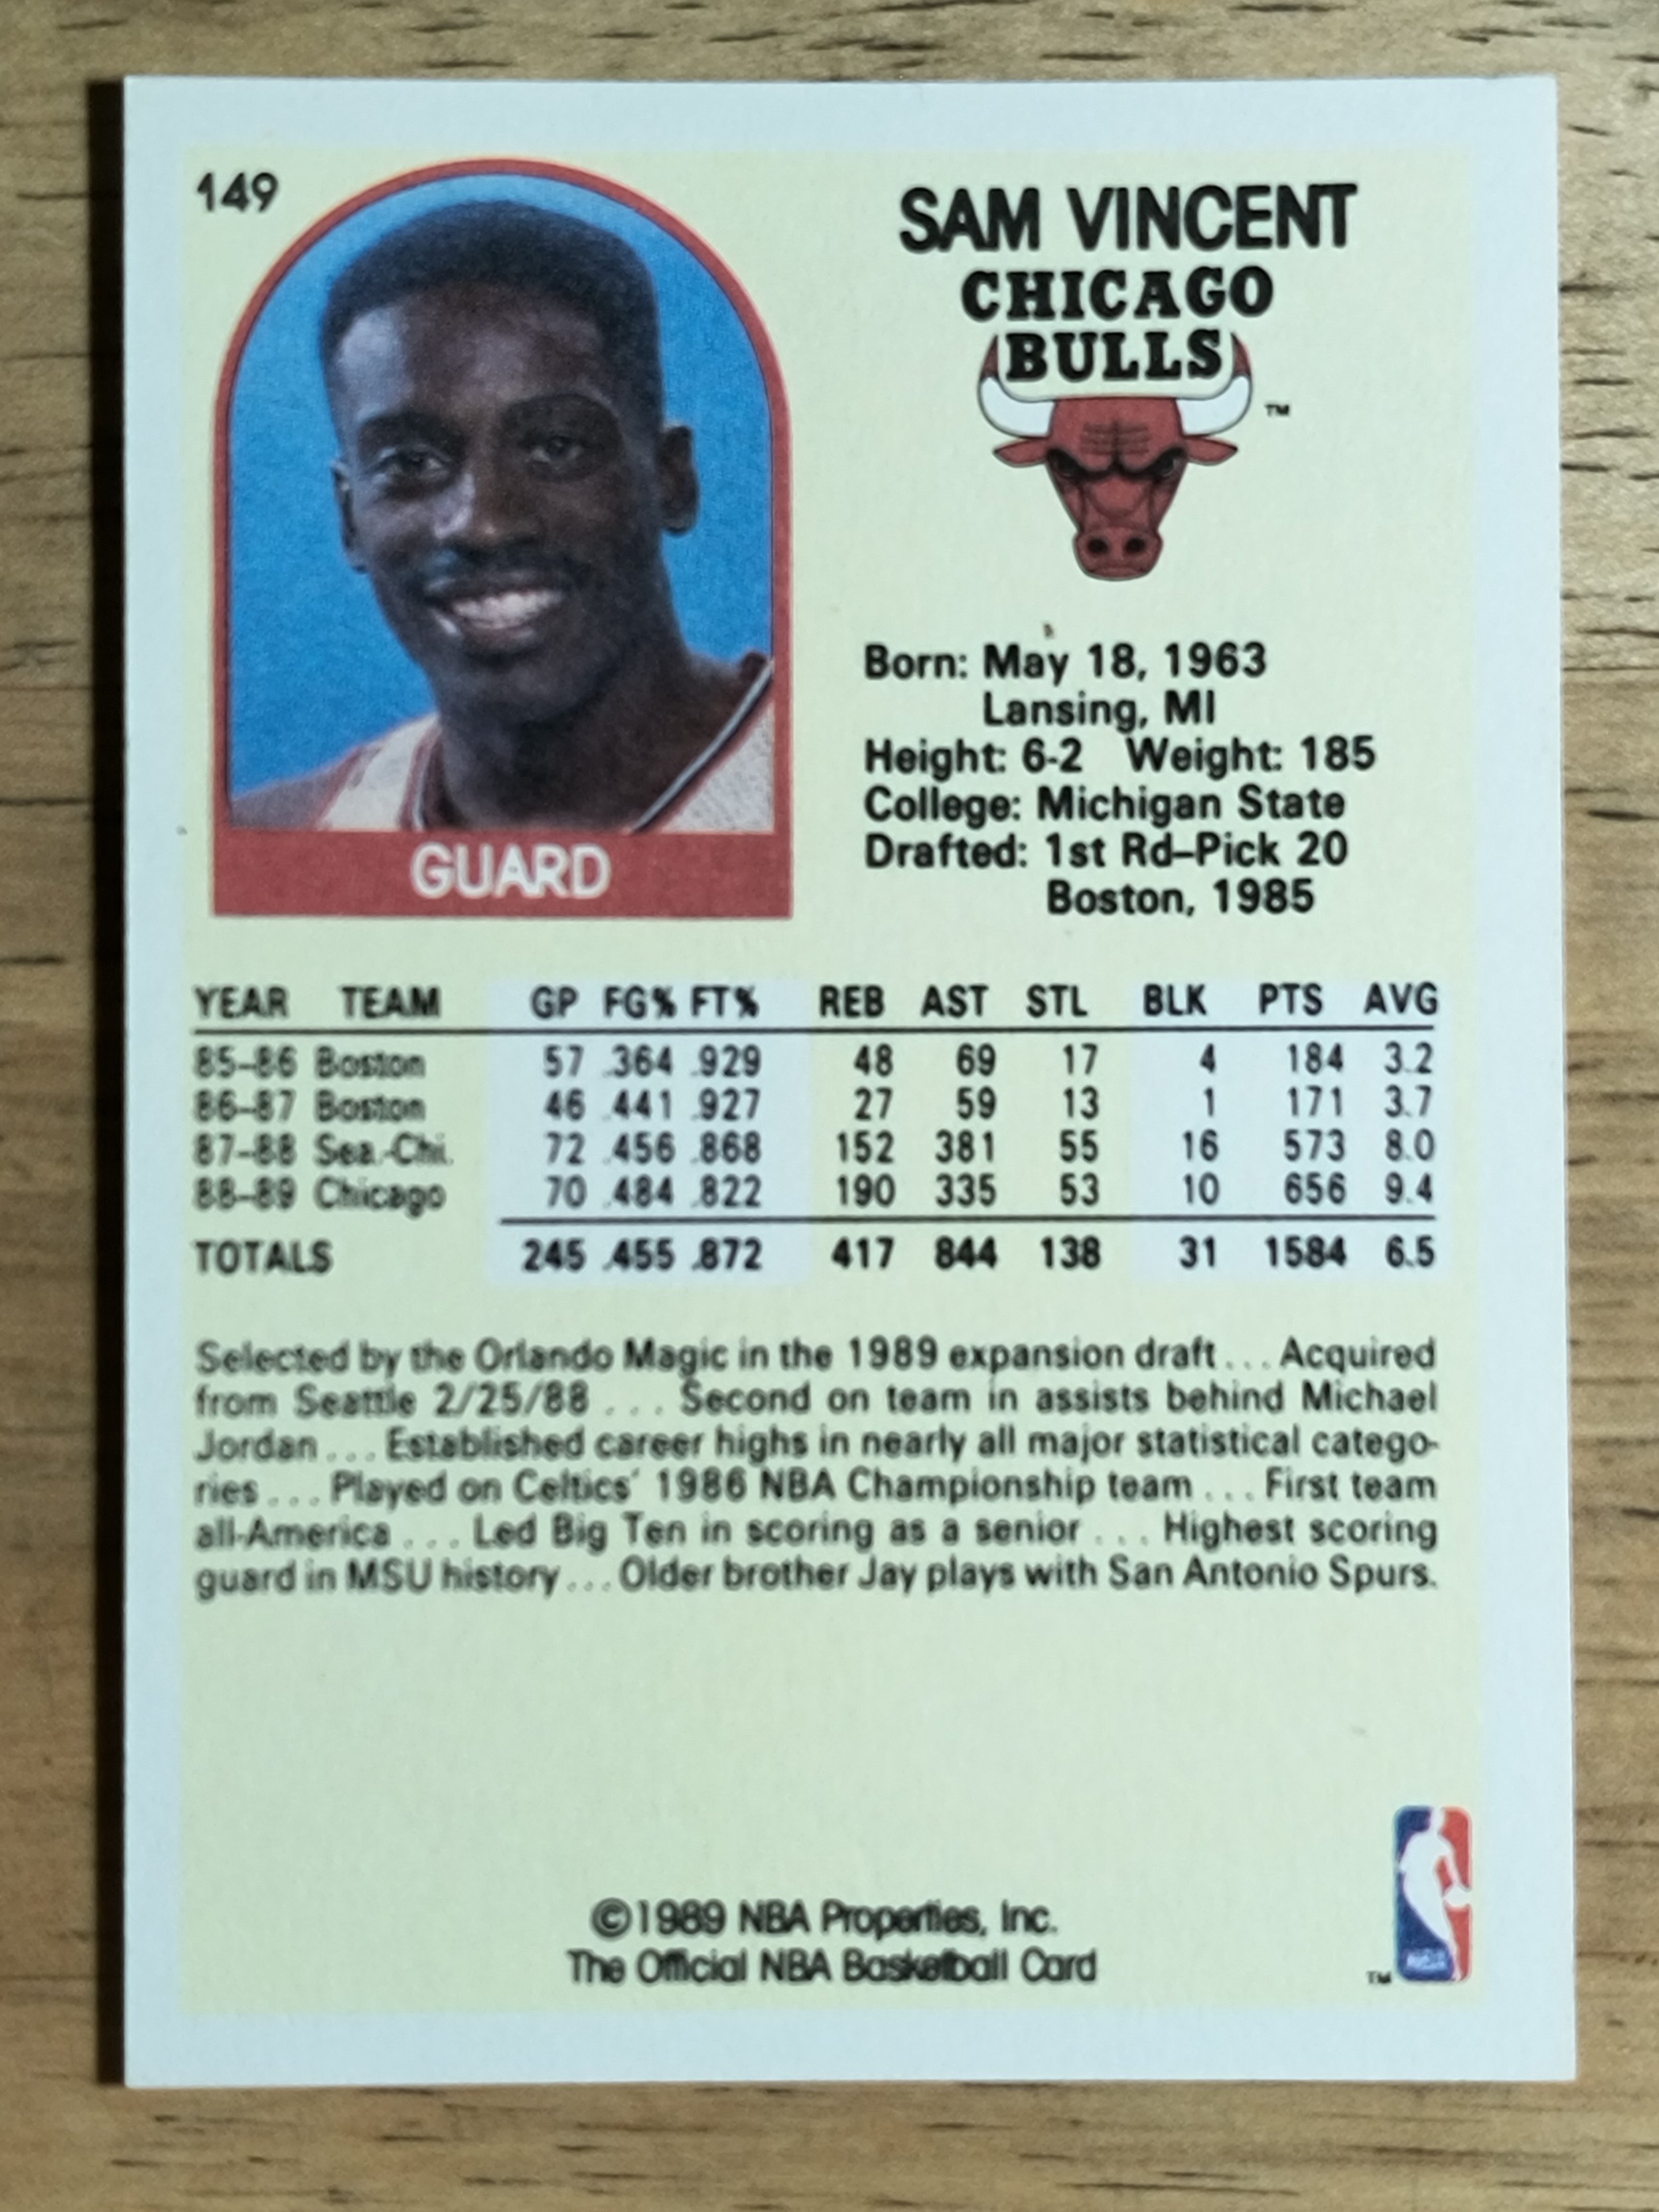 149
SAM VINCENT
CHICAGO
BULLS
TM
GUARD
Born: May 18, 1963
Lansing, MI
Height: 6-2 Weight: 185
College: Michigan State
Drafted: 1st Rd–Pick 20
Boston, 1985
YEAR TEAM GP FG% FT% REB AST STL BLK PTS AVG
85–86 Boston 57 .364 .929 48 69 17 4 184 3.2
86–87 Boston 46 .441 .927 27 59 13 1 171 3.7
87–88 Sea.-Chi. 72 .456 .868 152 381 55 16 573 8.0
88–89 Chicago 70 .484 .822 190 335 53 10 656 9.4
TOTALS 245 .455 .872 417 844 138 31 1584 6.5
Selected by the Orlando Magic in the 1989 expansion draft . . . Acquired
from Seattle 2/25/88 . . . Second on team in assists behind Michael
Jordan . . . Established career highs in nearly all major statistical catego-
ries . . . Played on Celtics' 1986 NBA Championship team . . . First team
all-America . . . Led Big Ten in scoring as a senior . . . Highest scoring
guard in MSU history . . . Older brother Jay plays with San Antonio Spurs.
©1989 NBA Properties, Inc.
The Official NBA Basketball Card
TM
NBA